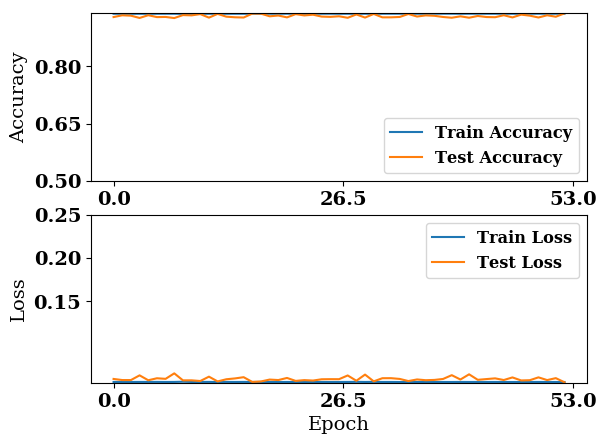 Accuracy
0.80
0.65
0.50
Train Accuracy
Test Accuracy
0.0 26.5 53.0
Loss
0.25
0.20
0.15
Train Loss
Test Loss
0.0 26.5 53.0
Epoch